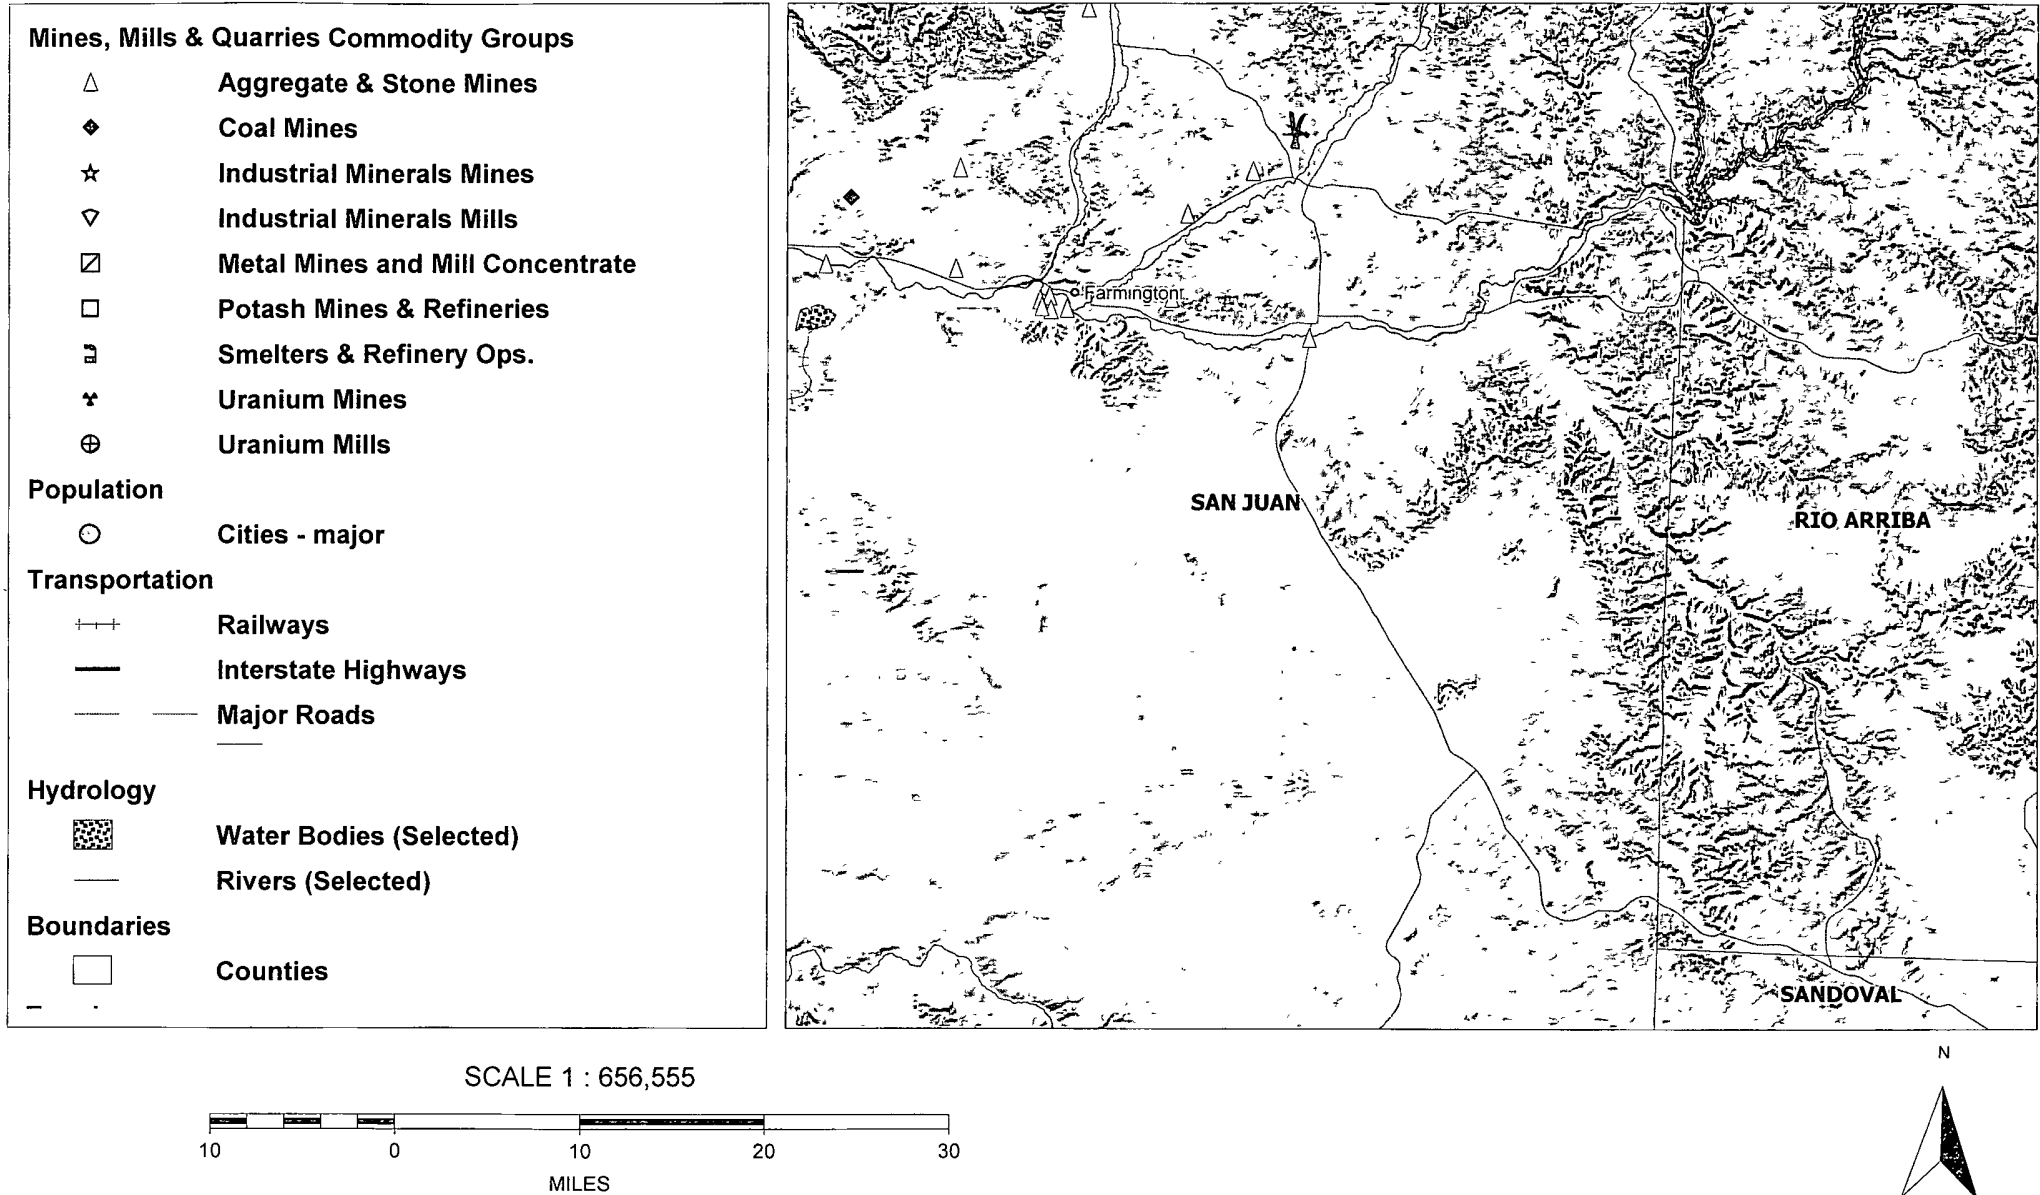 Mines, Mills & Quarries Commodity Groups
Aggregate & Stone Mines
Coal Mines
Industrial Minerals Mines
Industrial Minerals Mills
Metal Mines and Mill Concentrate
Potash Mines & Refineries
Smelters & Refinery Ops.
Uranium Mines
Uranium Mills
Population
Cities - major
Transportation
Railways
Interstate Highways
Major Roads
Hydrology
Water Bodies (Selected)
Rivers (Selected)
Boundaries
Counties
Farmington
SAN JUAN
RIO ARRIBA
SANDOVAL
SCALE 1 : 656,555
10 0 10 20 30
MILES
N